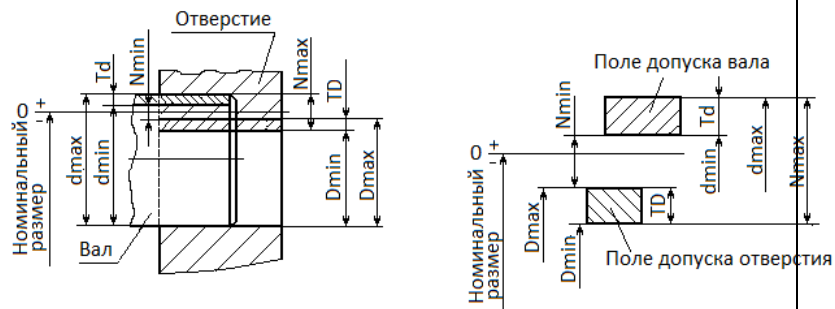 Отверстие
Td
Nmin
Nmax
TD
0
+
-
Номинальный
размер
dmax
dmin
Dmin
Dmax
Вал
Поле допуска вала
Nmin
Td
0
+
-
Номинальный
размер
dmin
dmax
Nmax
Dmax
Dmin
TD
Поле допуска отверстия